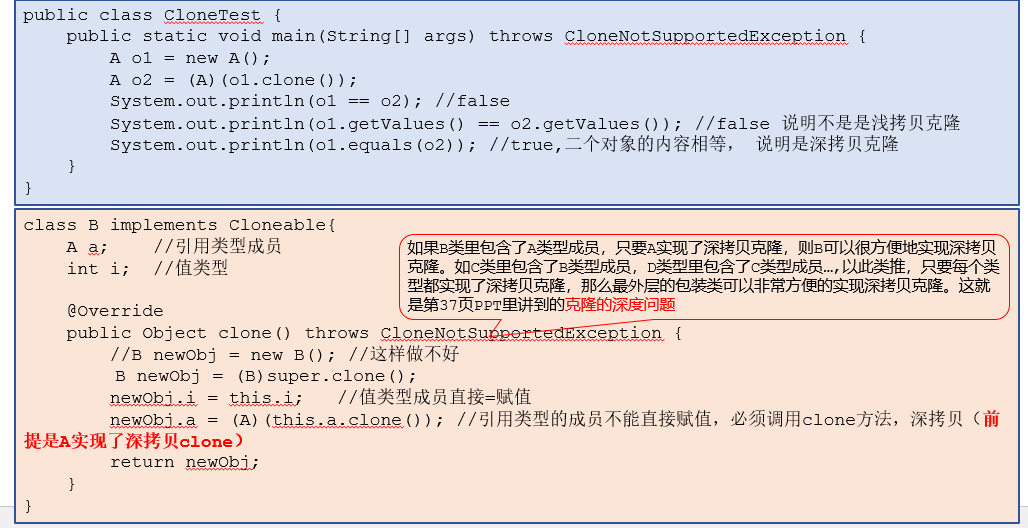 public class CloneTest {
public static void main(String[] args) throws CloneNotSupportedException {
A o1 = new A();
A o2 = (A)(o1.clone());
System.out.println(o1 == o2); //false
System.out.println(o1.getValues() == o2.getValues()); //false 说明不是是浅拷贝克隆
System.out.println(o1.equals(o2)); //true,二个对象的内容相等， 说明是深拷贝克隆
}
}
class B implements Cloneable{
A a; //引用类型成员
int i; //值类型
如果B类里包含了A类型成员，只要A实现了深拷贝克隆，则B可以很方便地实现深拷贝
克隆。如C类里包含了B类型成员，D类型里包含了C类型成员…,以此类推，只要每个类
型都实现了深拷贝克隆，那么最外层的包装类可以非常方便的实现深拷贝克隆。这就
是第37页PPT里讲到的克隆的深度问题
@Override
public Object clone() throws CloneNotSupportedException {
//B newObj = new B(); //这样做不好
B newObj = (B)super.clone();
newObj.i = this.i; //值类型成员直接=赋值
newObj.a = (A)(this.a.clone()); //引用类型的成员不能直接赋值，必须调用clone方法，深拷贝（前
提是A实现了深拷贝clone）
return newObj;
}
}